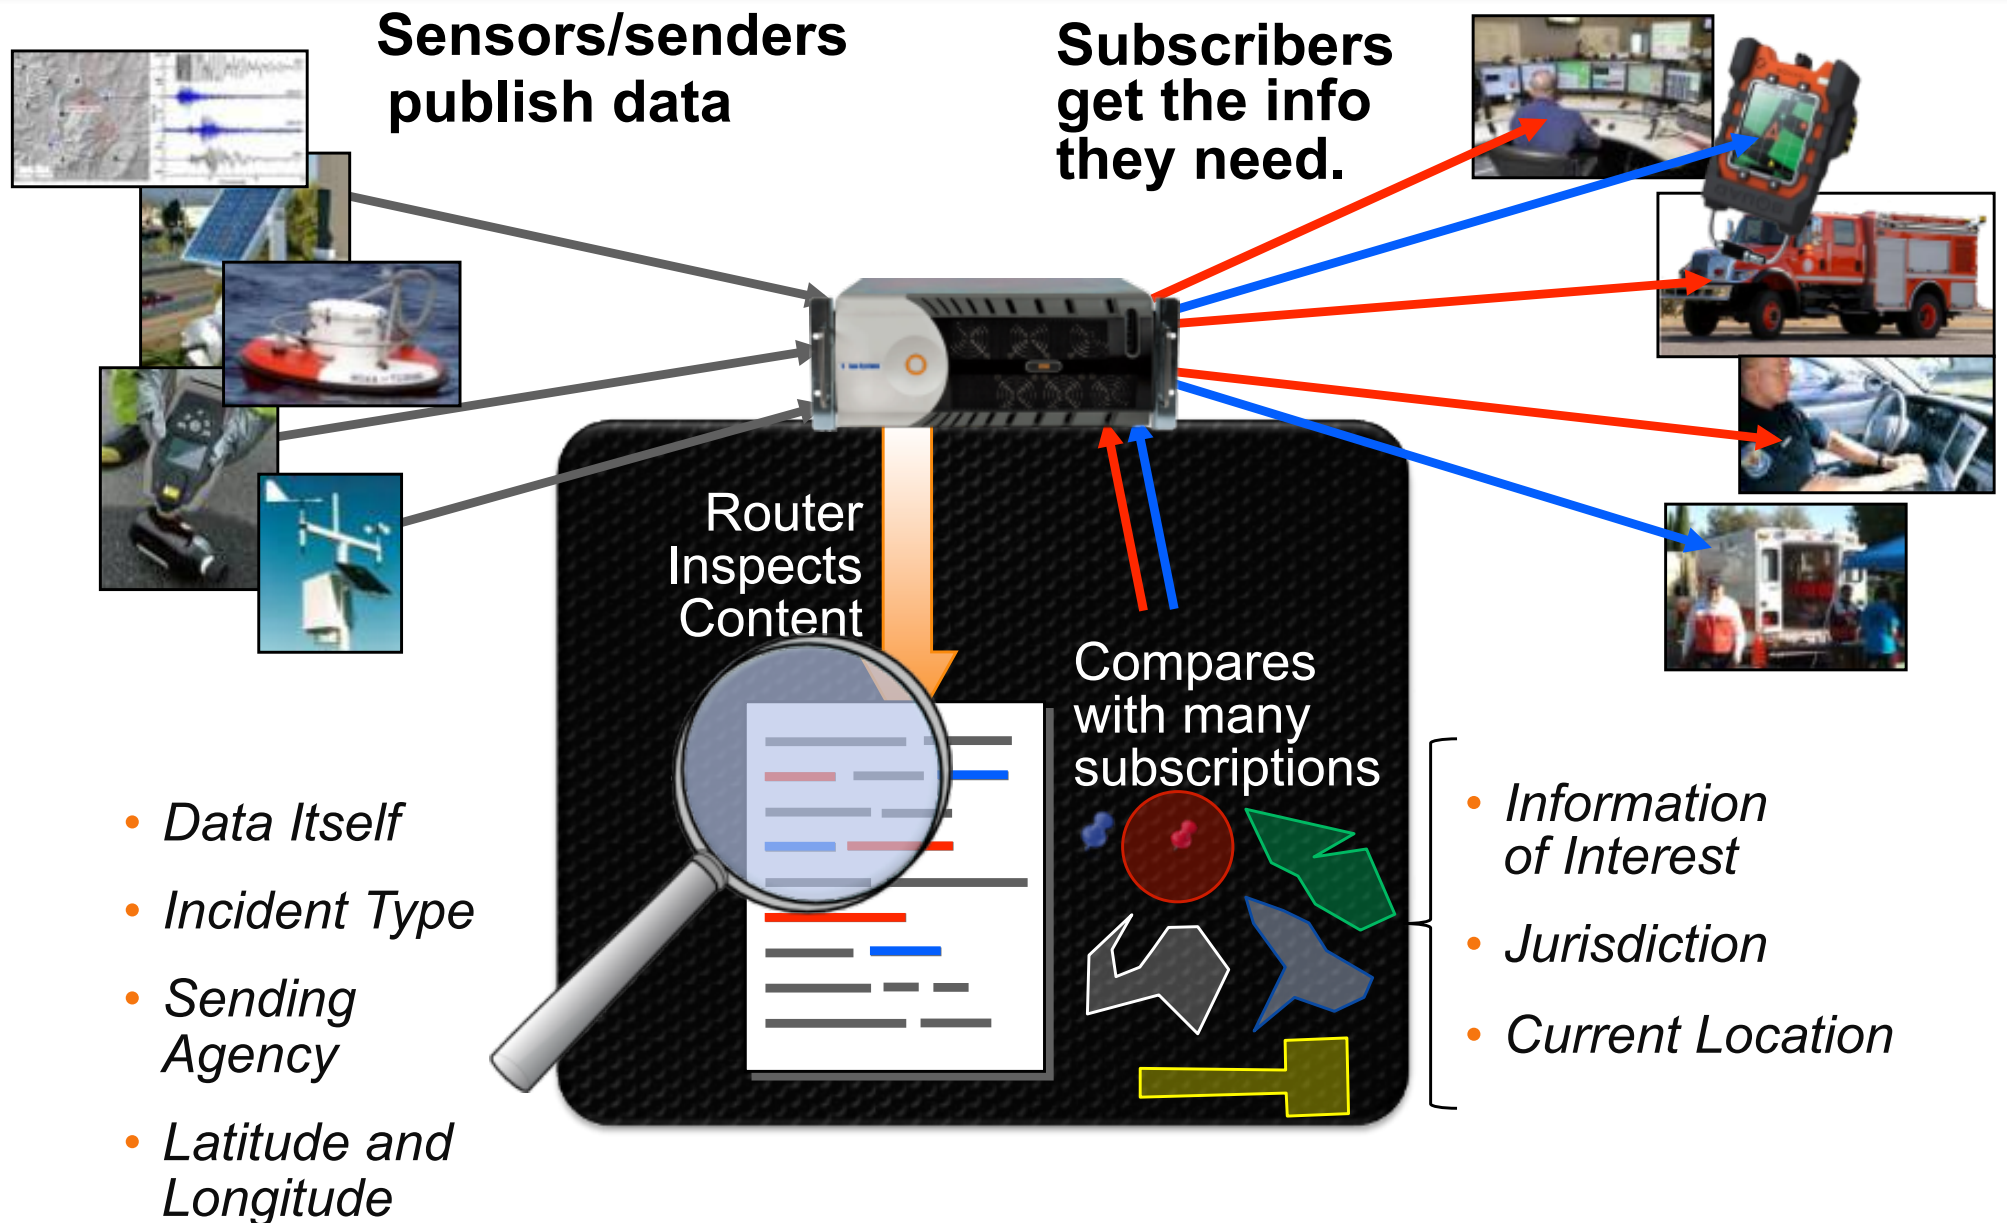 Sensors/senders
publish data
Subscribers
get the info
they need.
Router
Inspects
Content
Compares
with many
subscriptions
• Data Itself
• Incident Type
• Sending
Agency
• Latitude and
Longitude
• Information
of Interest
• Jurisdiction
• Current Location